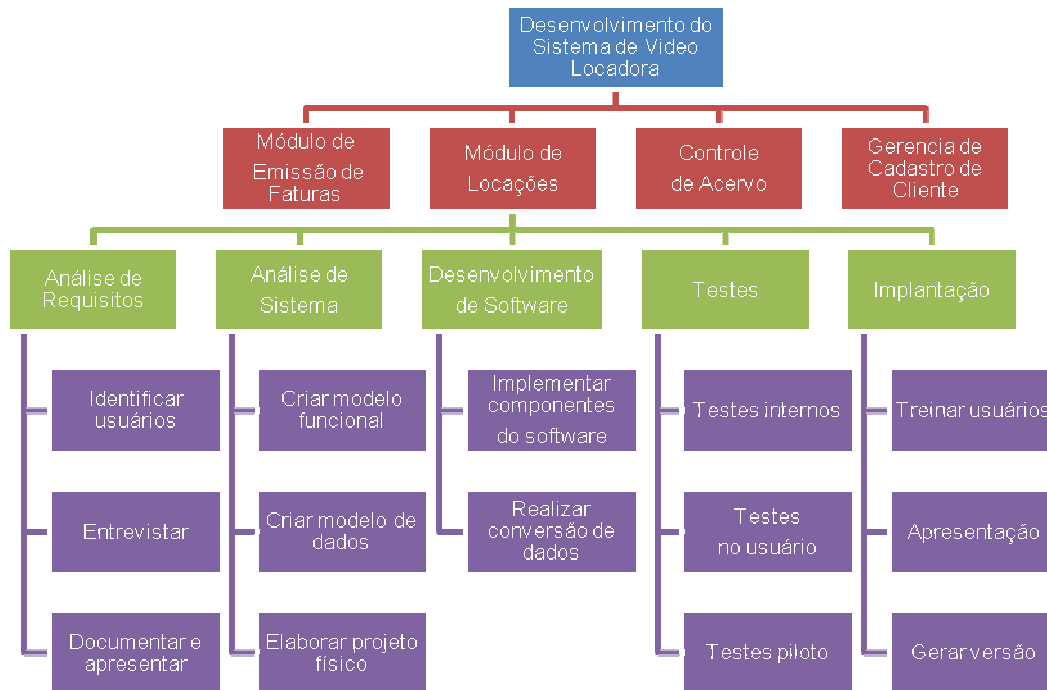 Desenvolvimento do
Sistema de Video
Locadora
Módulo de
Emissão de
Faturas
Módulo de
Locações
Controle
de Acervo
Gerencia de
Cadastro de
Cliente
Análise de
Requisitos
Análise de
Sistema
Desenvolvimento
de Software
Testes
Implantação
Identificar
usuários
Criar modelo
funcional
Implementar
componentes
do software
Testes internos
Treinar usuários
Entrevistar
Criar modelo de
dados
Realizar
conversão de
dados
Testes
no usuário
Apresentação
Documentar e
apresentar
Elaborar projeto
físico
Testes piloto
Gerar versão